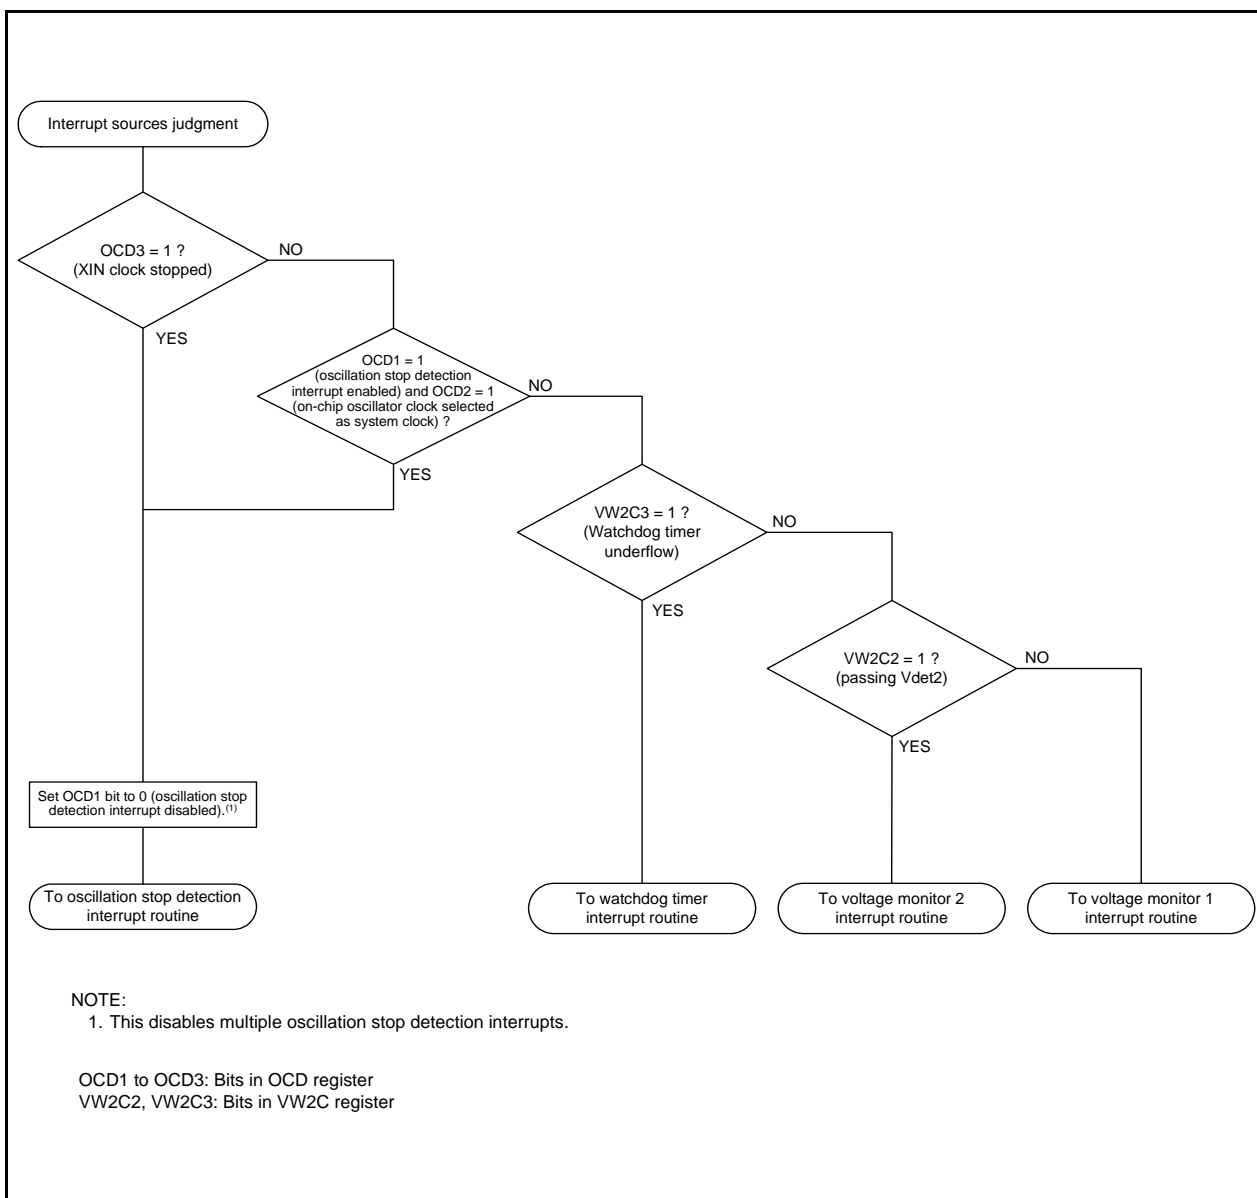 Interrupt sources judgment
OCD3 = 1 ?
(XIN clock stopped)
NO
YES
OCD1 = 1
(oscillation stop detection
interrupt enabled) and OCD2 = 1
(on-chip oscillator clock selected
as system clock) ?
NO
YES
VW2C3 = 1 ?
(Watchdog timer
underflow)
NO
YES
VW2C2 = 1 ?
(passing Vdet2)
NO
YES
Set OCD1 bit to 0 (oscillation stop
detection interrupt disabled).(1)
To oscillation stop detection
interrupt routine
To watchdog timer
interrupt routine
To voltage monitor 2
interrupt routine
To voltage monitor 1
interrupt routine
NOTE:
1. This disables multiple oscillation stop detection interrupts.
OCD1 to OCD3: Bits in OCD register
VW2C2, VW2C3: Bits in VW2C register